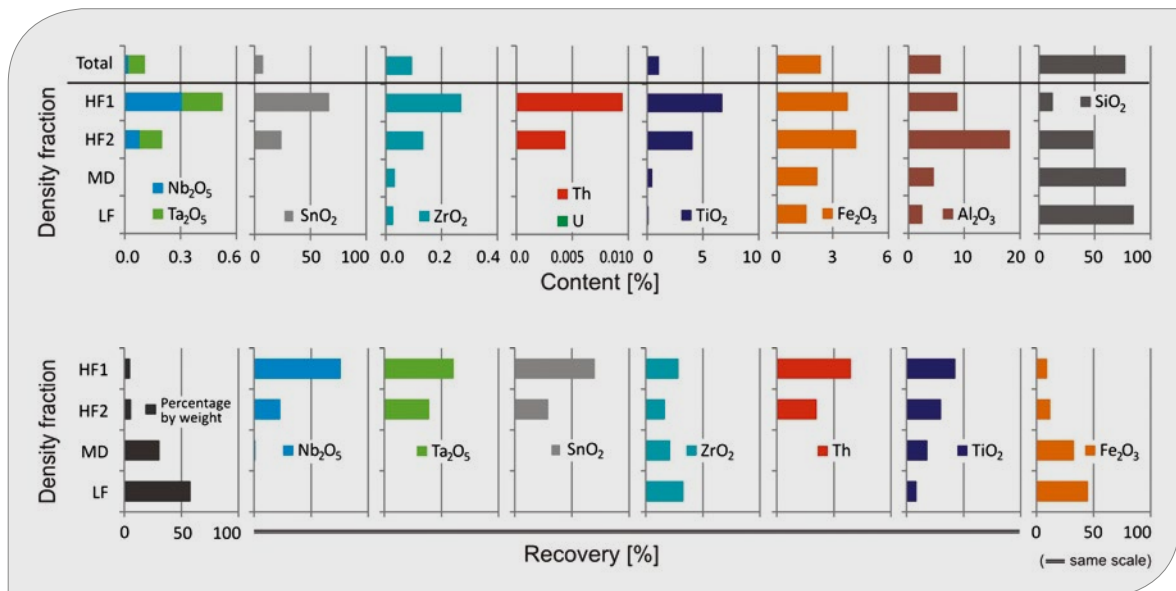 Total
HF1
HF2
MD
LF
Density fraction
Nb₂O₅
Ta₂O₅
SnO₂
ZrO₂
Th
U
TiO₂
Fe₂O₃
Al₂O₃
SiO₂
0.0 0.3 0.6
0 50 100
0.0 0.2 0.4
0 0.005 0.010
0 5 10
0 3 6
0 10 20
0 50 100
Content [%]
HF1
HF2
MD
LF
Density fraction
Percentage
by weight
Nb₂O₅
Ta₂O₅
SnO₂
ZrO₂
Th
TiO₂
Fe₂O₃
0 50 100
0 50 100
Recovery [%]
(== same scale)